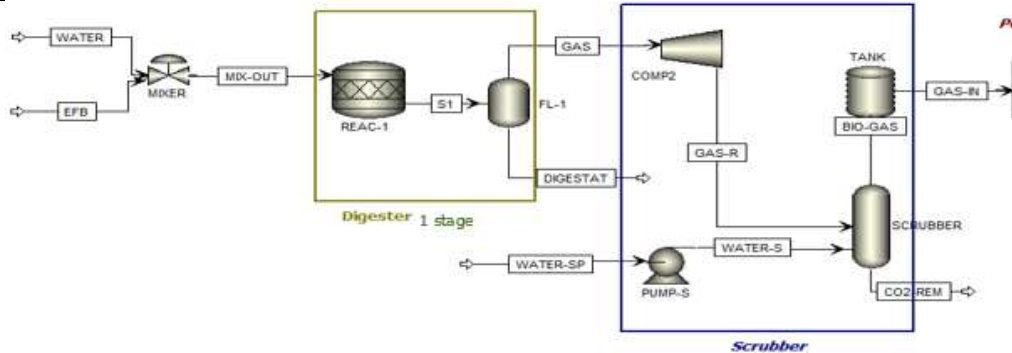 WATER
MIXER
MIX-OUT
EFB
REAC-1
S1
FL-1
GAS
DIGESTAT
Digester 1 stage
COMP2
GAS-R
TANK
GAS-IN
BIO-GAS
SCRUBBER
WATER-SP
PUMP-S
WATER-S
CO2-REM
Scrubber